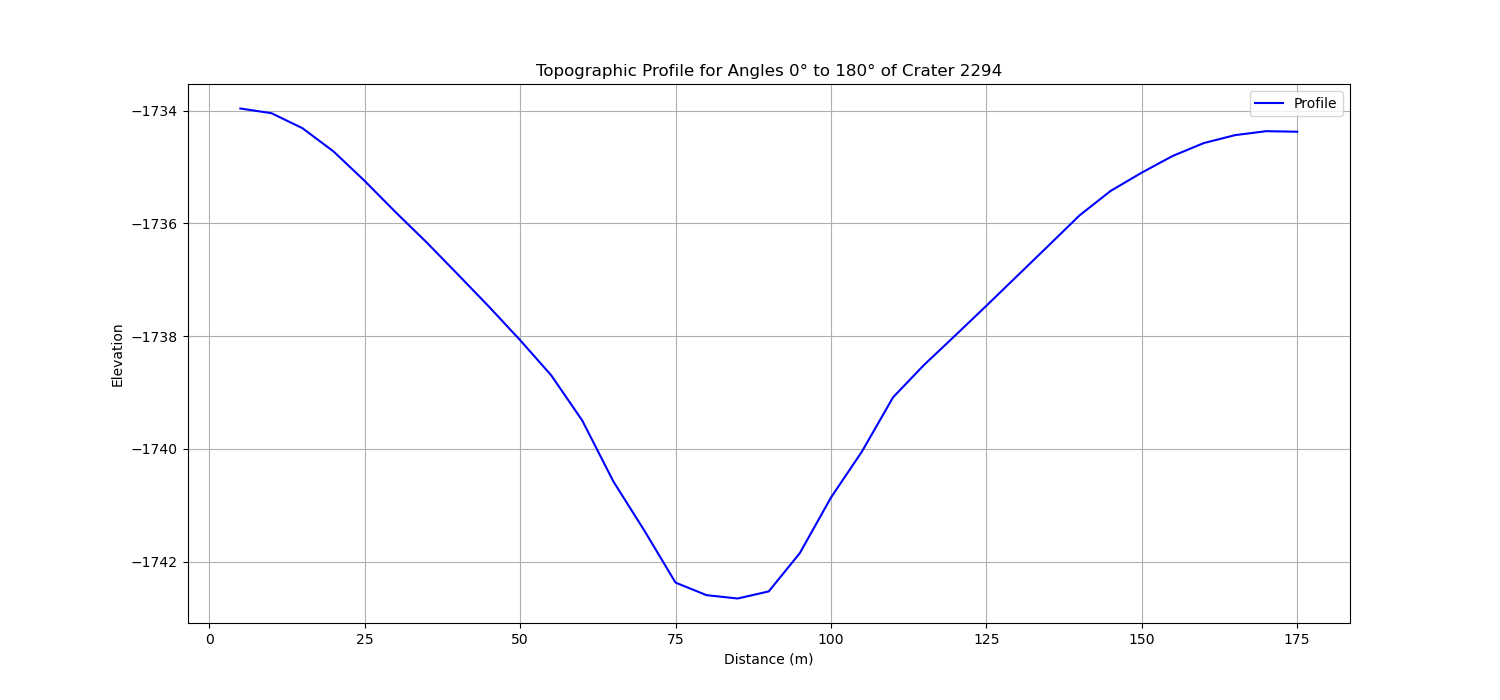 Topographic Profile for Angles 0° to 180° of Crater 2294
Profile
−1734
−1736
−1738
−1740
−1742
Elevation
0 25 50 75 100 125 150 175
Distance (m)